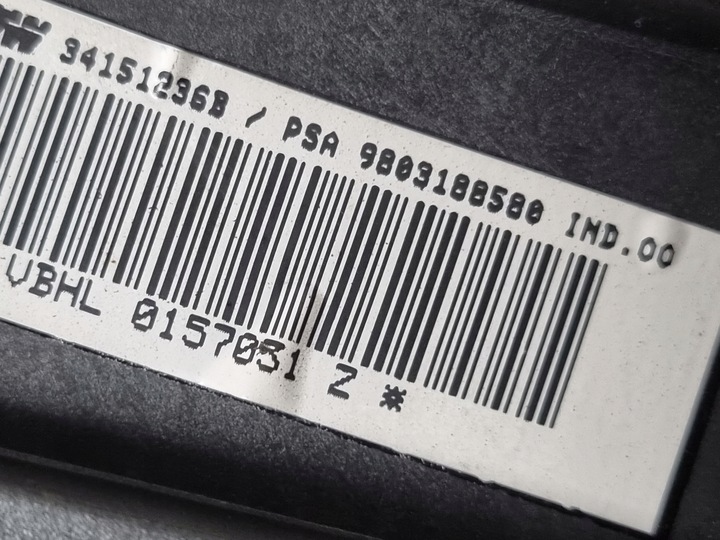 34151236B / PSA 9803188580 IND.00
VBHL 0157031 Z *